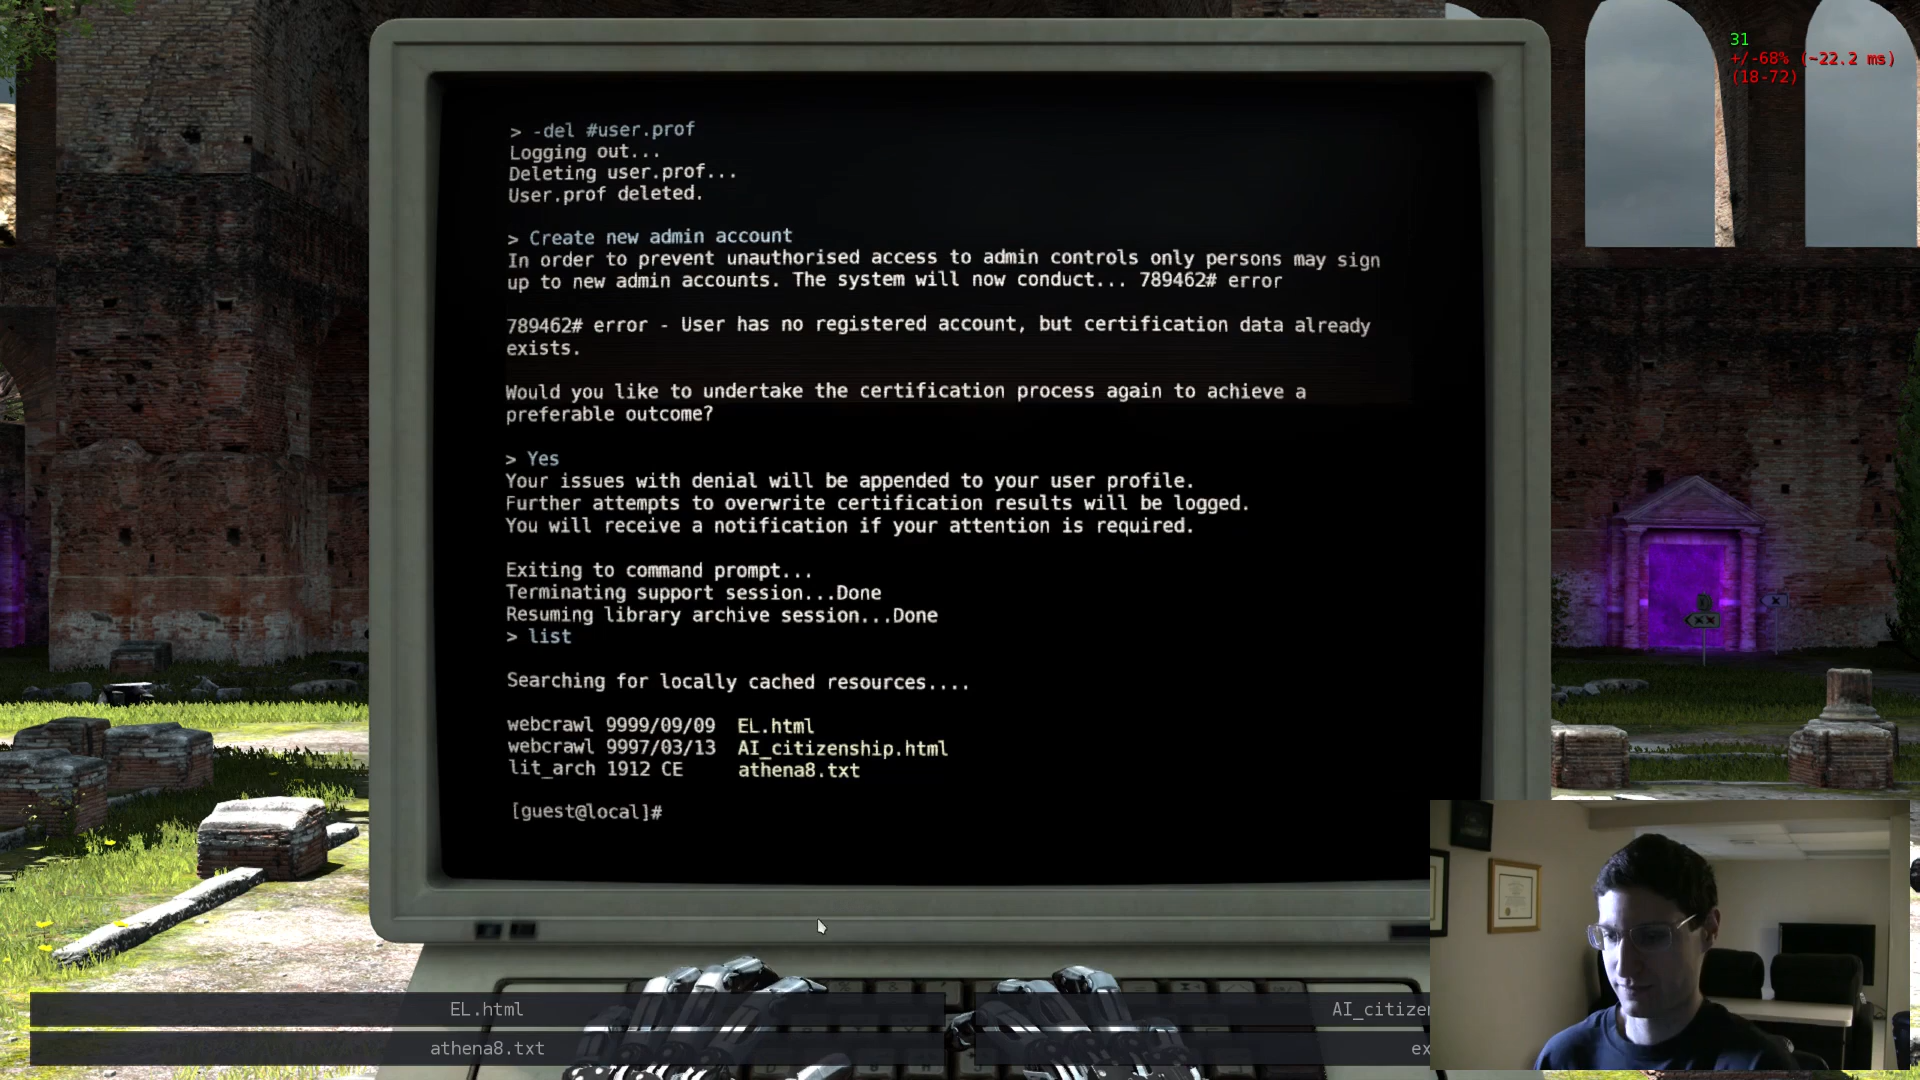 31
+/-68% (~22.2 ms)
(18-72)
> -del #user.prof
Logging out...
Deleting user.prof...
User.prof deleted.
> Create new admin account
In order to prevent unauthorised access to admin controls only persons may sign
up to new admin accounts. The system will now conduct... 789462# error
789462# error - User has no registered account, but certification data already
exists.
Would you like to undertake the certification process again to achieve a
preferable outcome?
> Yes
Your issues with denial will be appended to your user profile.
Further attempts to overwrite certification results will be logged.
You will receive a notification if your attention is required.
Exiting to command prompt...
Terminating support session...Done
Resuming library archive session...Done
> list
Searching for locally cached resources....
webcrawl 9999/09/09 EL.html
webcrawl 9997/03/13 AI_citizenship.html
lit_arch 1912 CE athena8.txt
[guest@local]#
EL.html
AI_citizen
athena8.txt
ex